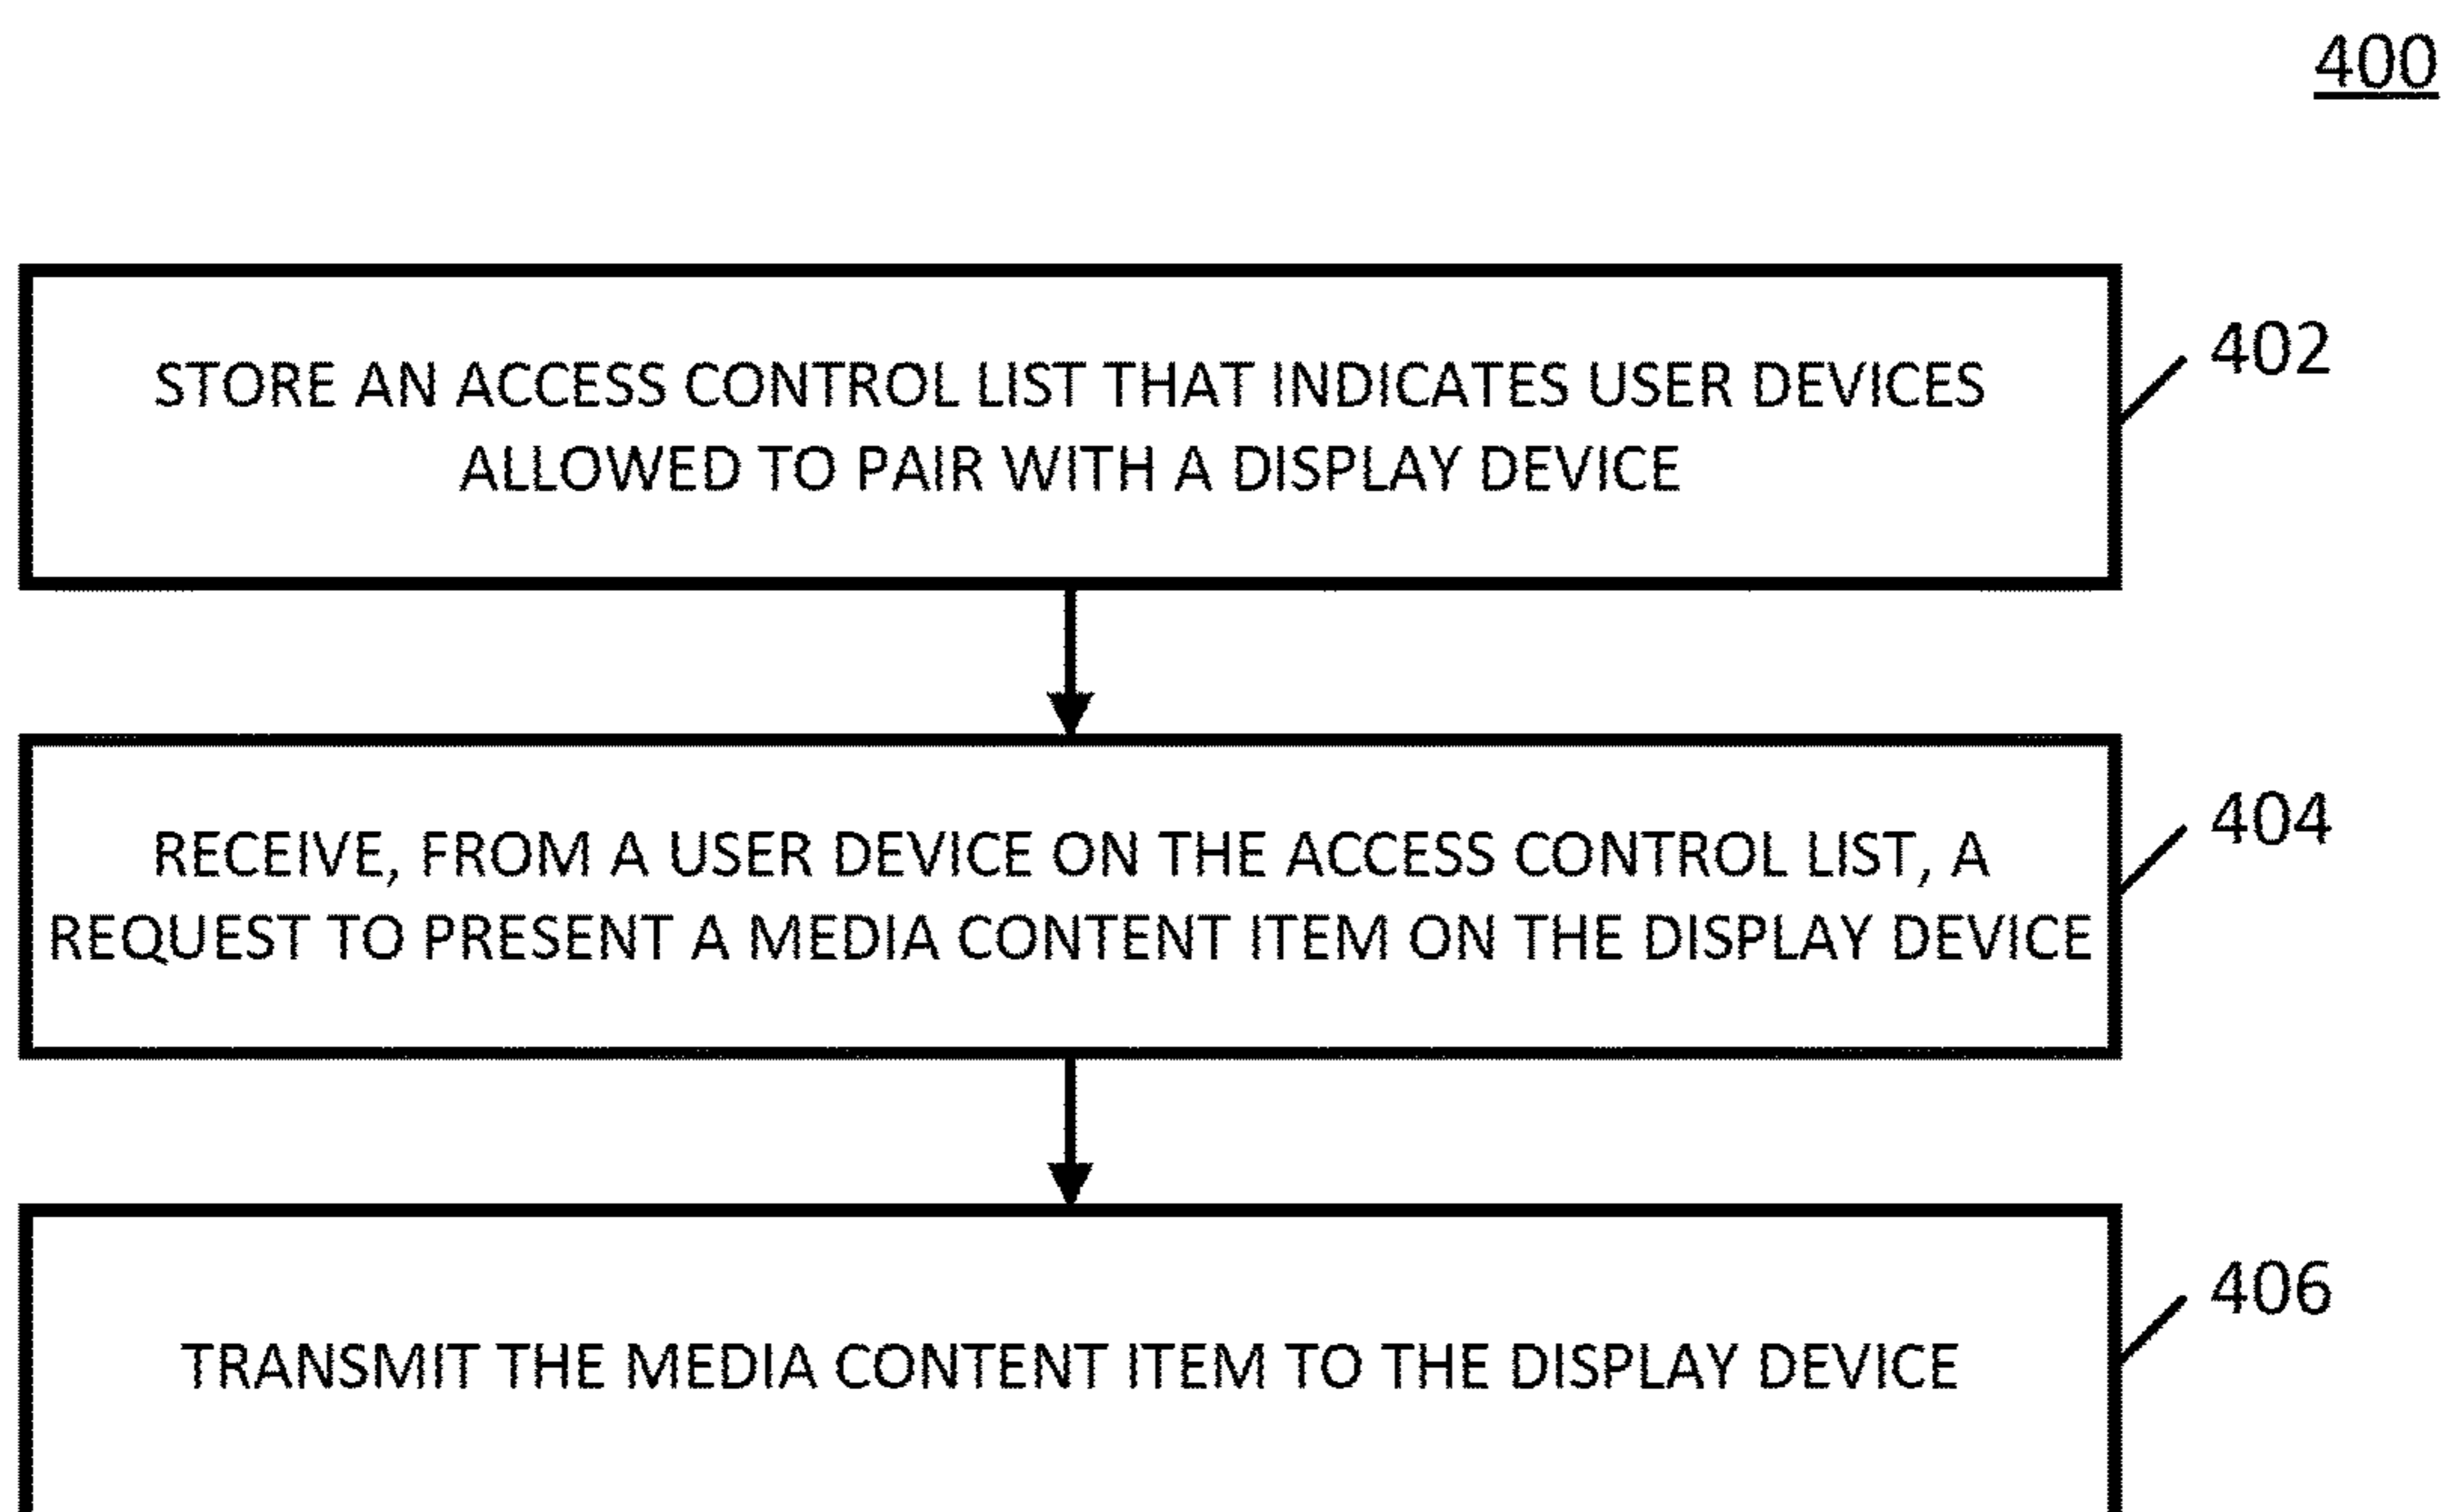 400
STORE AN ACCESS CONTROL LIST THAT INDICATES USER DEVICES
ALLOWED TO PAIR WITH A DISPLAY DEVICE
402
RECEIVE, FROM A USER DEVICE ON THE ACCESS CONTROL LIST, A
REQUEST TO PRESENT A MEDIA CONTENT ITEM ON THE DISPLAY DEVICE
404
TRANSMIT THE MEDIA CONTENT ITEM TO THE DISPLAY DEVICE
406